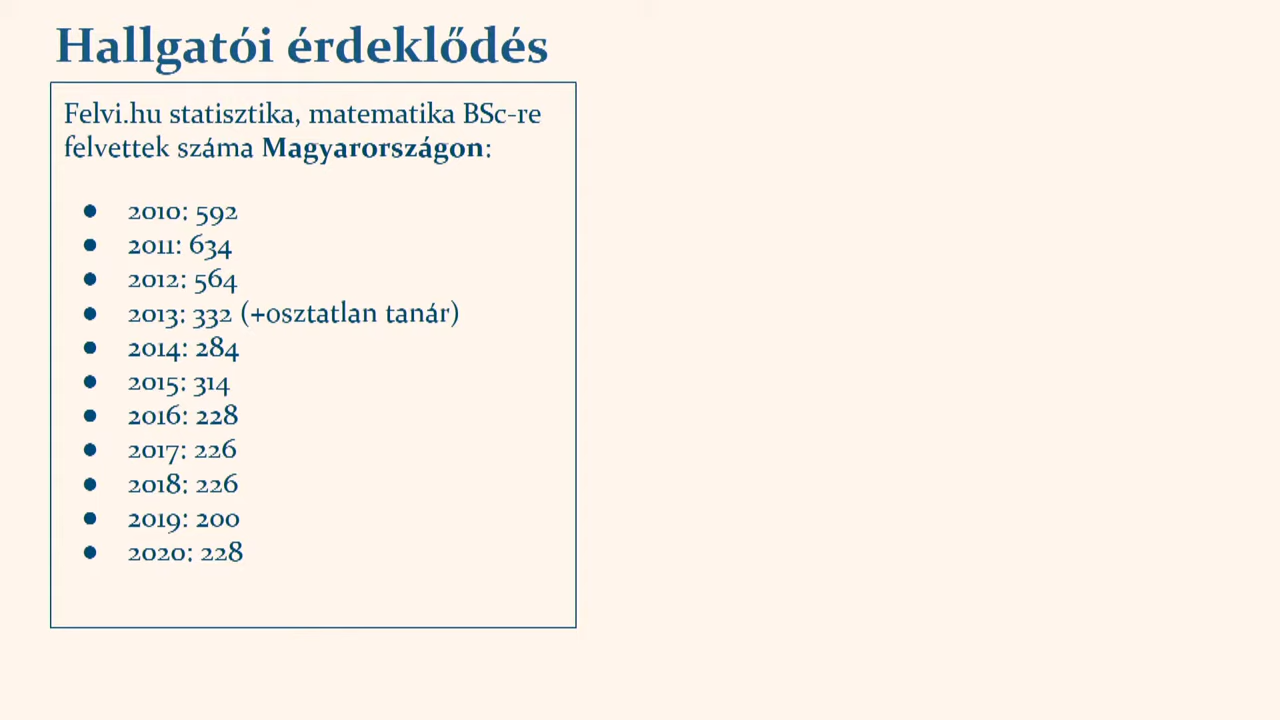 Hallgatói érdeklődés
Felvi.hu statisztika, matematika BSc-re
felvettek száma Magyarországon:
● 2010: 592
● 2011: 634
● 2012: 564
● 2013: 332 (+osztatlan tanár)
● 2014: 284
● 2015: 314
● 2016: 228
● 2017: 226
● 2018: 226
● 2019: 200
● 2020: 228